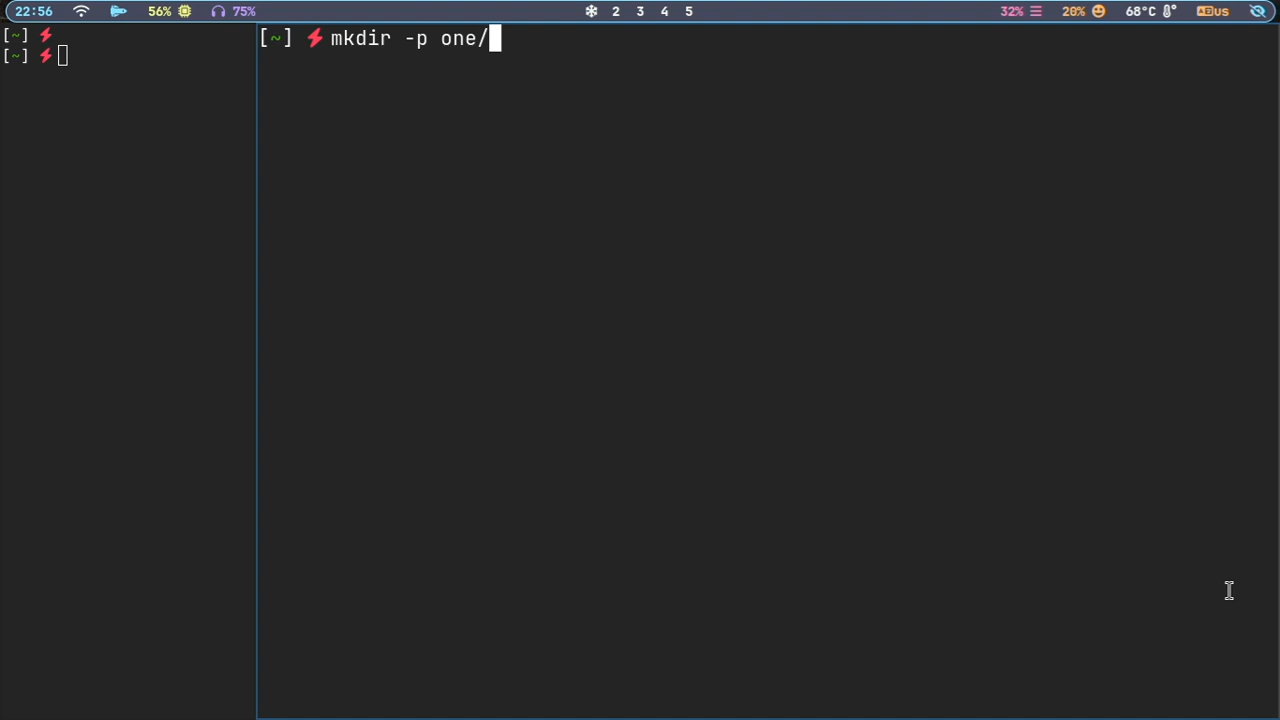 22:56 56% 75% 2 3 4 5 32% 20% 68°C US
[~]
[~]
[~] mkdir -p one/